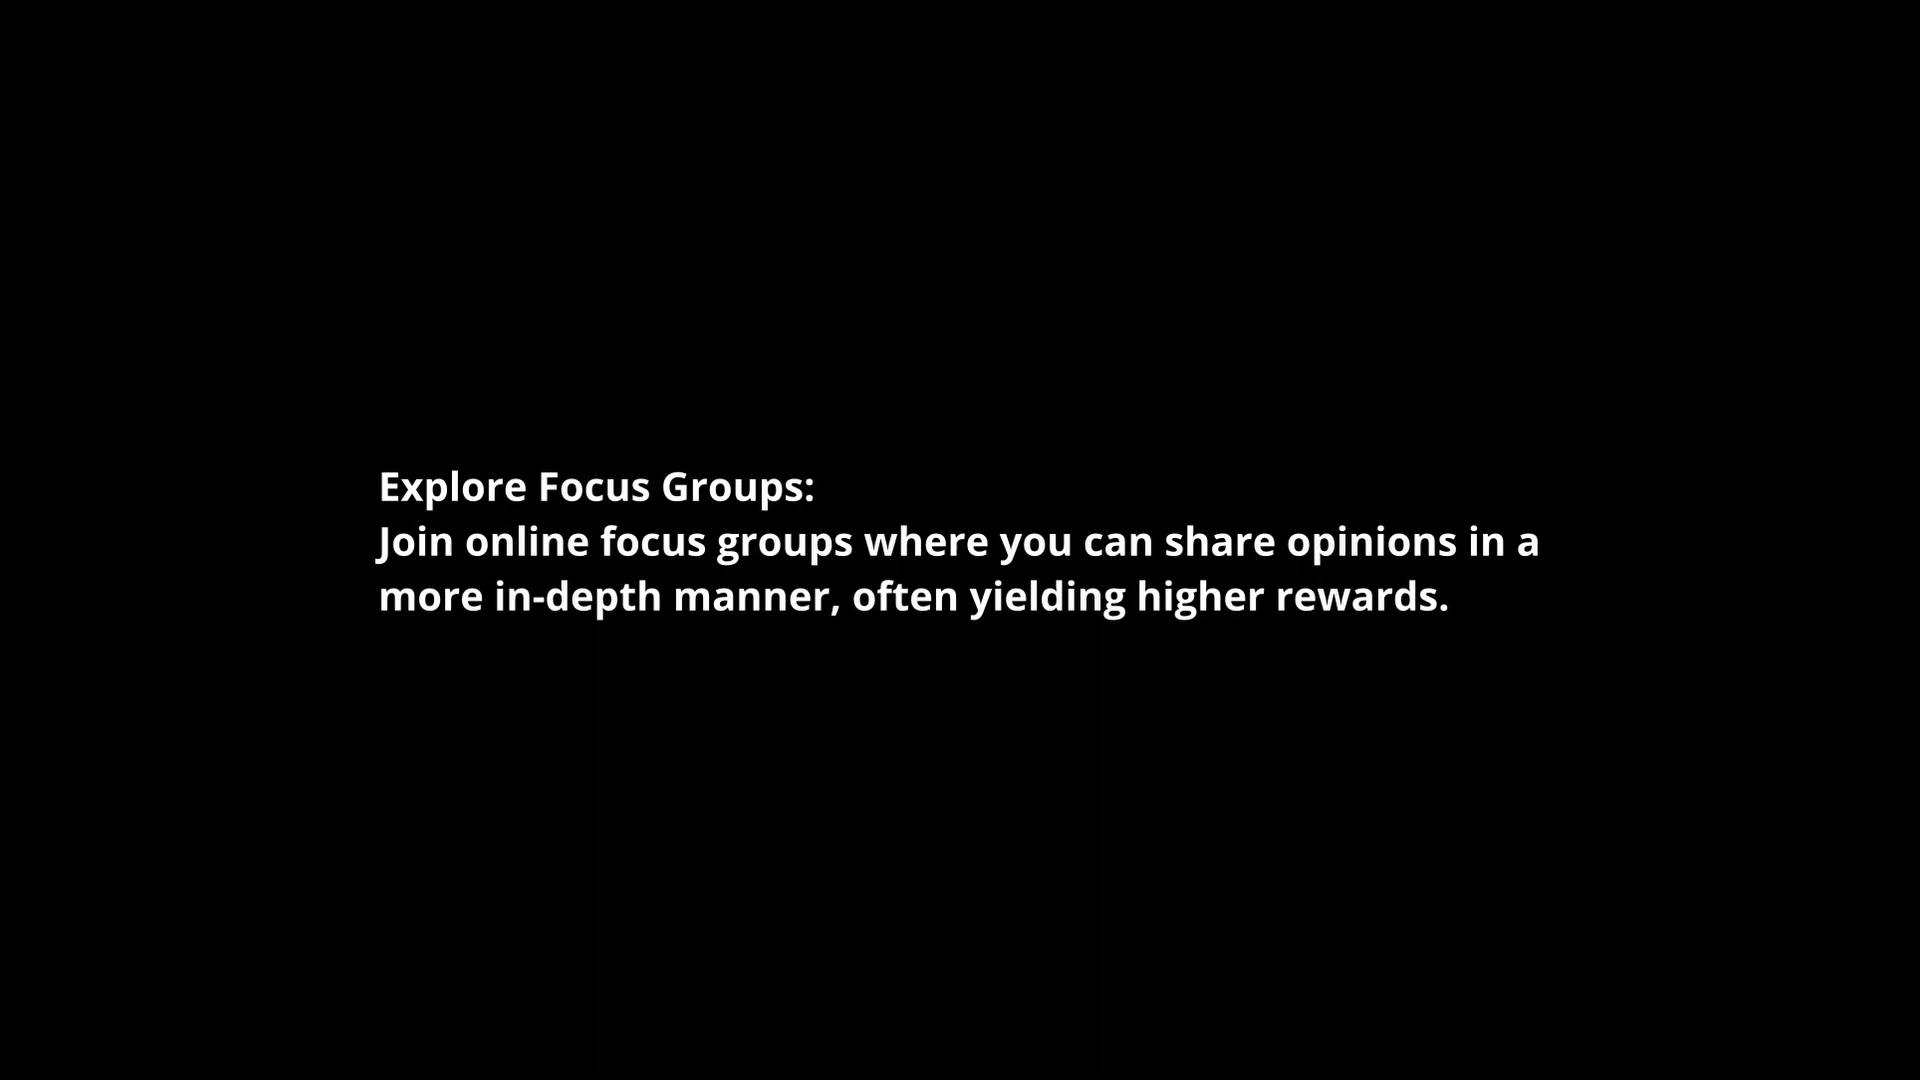 Explore Focus Groups:
Join online focus groups where you can share opinions in a
more in-depth manner, often yielding higher rewards.